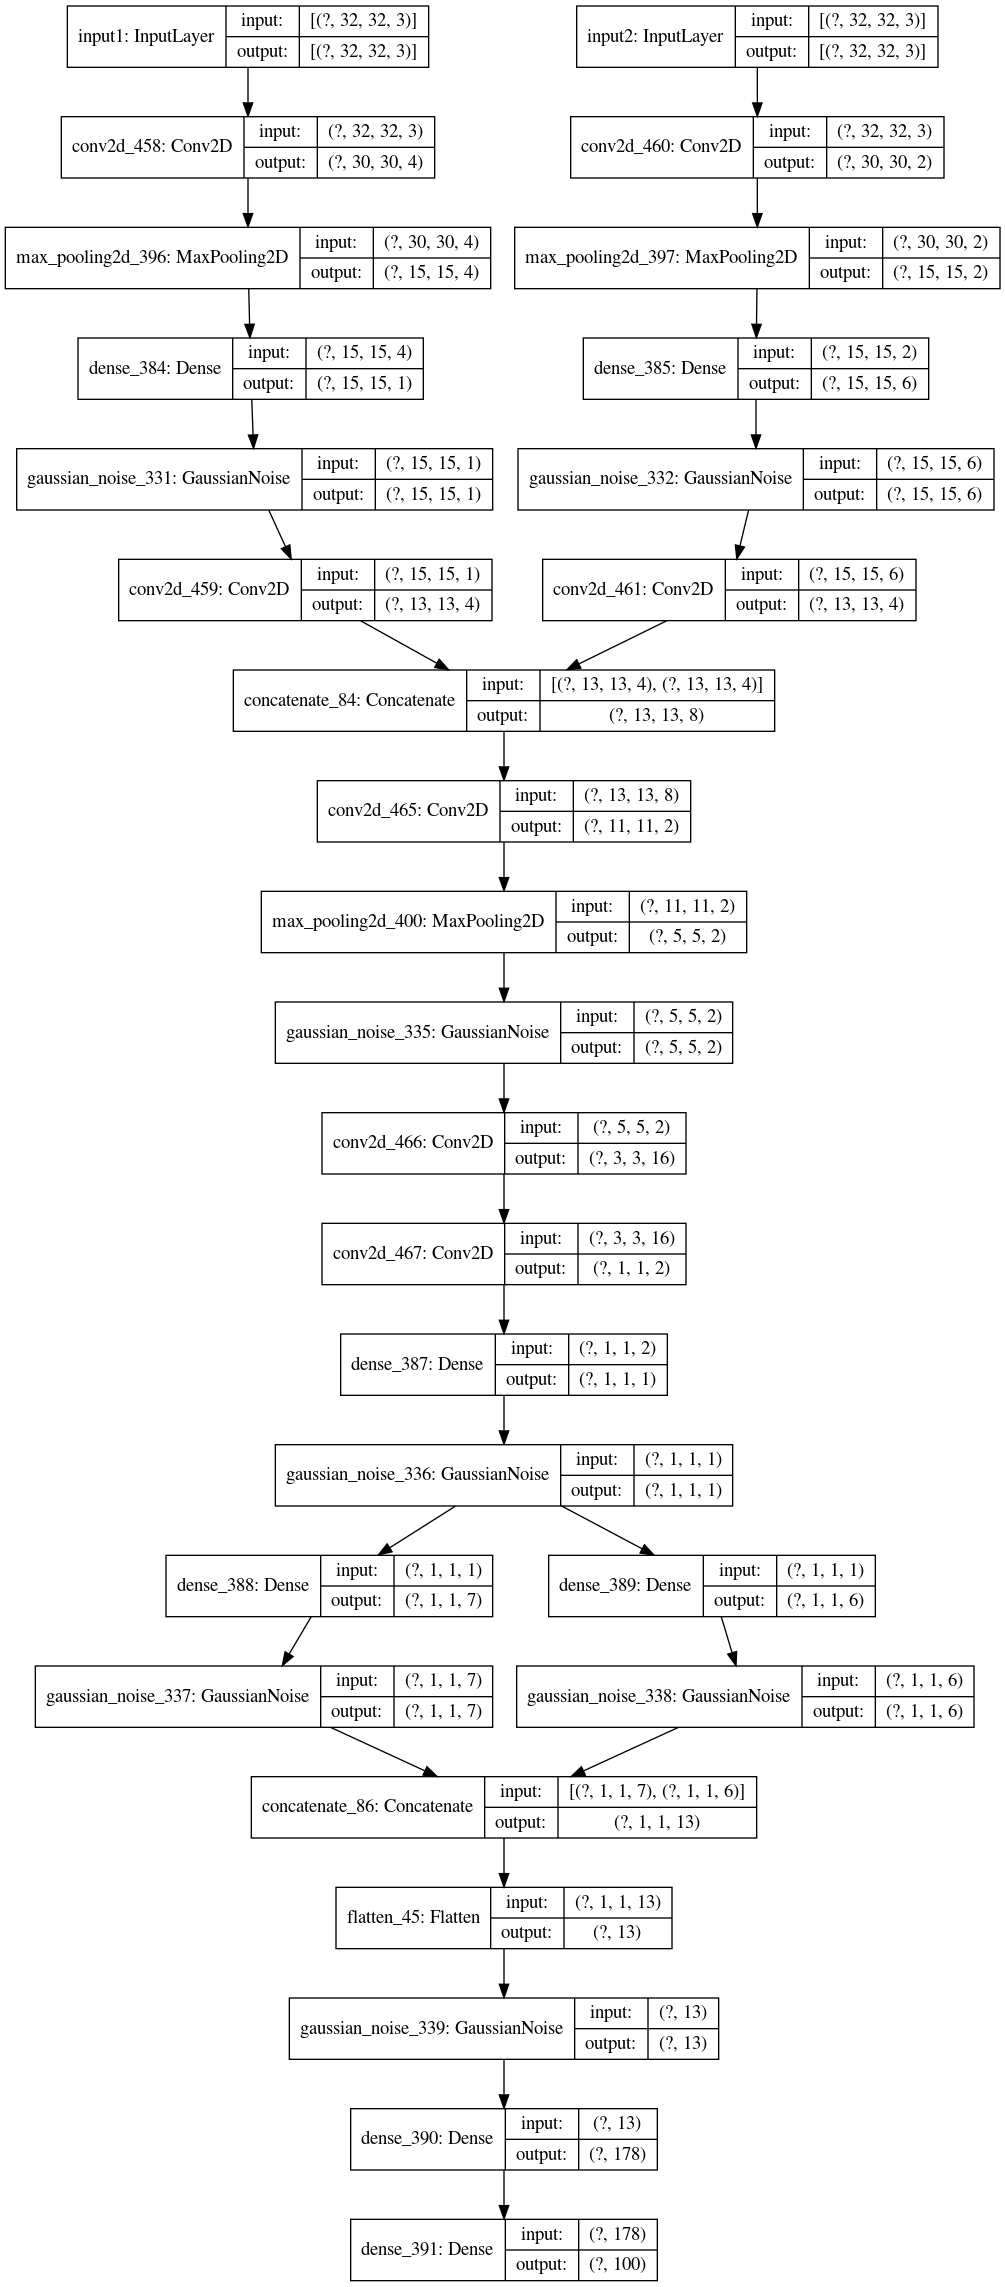 input1: InputLayer input: [(?, 32, 32, 3)]
output: [(?, 32, 32, 3)]
input2: InputLayer input: [(?, 32, 32, 3)]
output: [(?, 32, 32, 3)]
conv2d_458: Conv2D input: (?, 32, 32, 3)
output: (?, 30, 30, 4)
conv2d_460: Conv2D input: (?, 32, 32, 3)
output: (?, 30, 30, 2)
max_pooling2d_396: MaxPooling2D input: (?, 30, 30, 4)
output: (?, 15, 15, 4)
max_pooling2d_397: MaxPooling2D input: (?, 30, 30, 2)
output: (?, 15, 15, 2)
dense_384: Dense input: (?, 15, 15, 4)
output: (?, 15, 15, 1)
dense_385: Dense input: (?, 15, 15, 2)
output: (?, 15, 15, 6)
gaussian_noise_331: GaussianNoise input: (?, 15, 15, 1)
output: (?, 15, 15, 1)
gaussian_noise_332: GaussianNoise input: (?, 15, 15, 6)
output: (?, 15, 15, 6)
conv2d_459: Conv2D input: (?, 15, 15, 1)
output: (?, 13, 13, 4)
conv2d_461: Conv2D input: (?, 15, 15, 6)
output: (?, 13, 13, 4)
concatenate_84: Concatenate input: [(?, 13, 13, 4), (?, 13, 13, 4)]
output: (?, 13, 13, 8)
conv2d_465: Conv2D input: (?, 13, 13, 8)
output: (?, 11, 11, 2)
max_pooling2d_400: MaxPooling2D input: (?, 11, 11, 2)
output: (?, 5, 5, 2)
gaussian_noise_335: GaussianNoise input: (?, 5, 5, 2)
output: (?, 5, 5, 2)
conv2d_466: Conv2D input: (?, 5, 5, 2)
output: (?, 3, 3, 16)
conv2d_467: Conv2D input: (?, 3, 3, 16)
output: (?, 1, 1, 2)
dense_387: Dense input: (?, 1, 1, 2)
output: (?, 1, 1, 1)
gaussian_noise_336: GaussianNoise input: (?, 1, 1, 1)
output: (?, 1, 1, 1)
dense_388: Dense input: (?, 1, 1, 1)
output: (?, 1, 1, 7)
dense_389: Dense input: (?, 1, 1, 1)
output: (?, 1, 1, 6)
gaussian_noise_337: GaussianNoise input: (?, 1, 1, 7)
output: (?, 1, 1, 7)
gaussian_noise_338: GaussianNoise input: (?, 1, 1, 6)
output: (?, 1, 1, 6)
concatenate_86: Concatenate input: [(?, 1, 1, 7), (?, 1, 1, 6)]
output: (?, 1, 1, 13)
flatten_45: Flatten input: (?, 1, 1, 13)
output: (?, 13)
gaussian_noise_339: GaussianNoise input: (?, 13)
output: (?, 13)
dense_390: Dense input: (?, 13)
output: (?, 178)
dense_391: Dense input: (?, 178)
output: (?, 100)